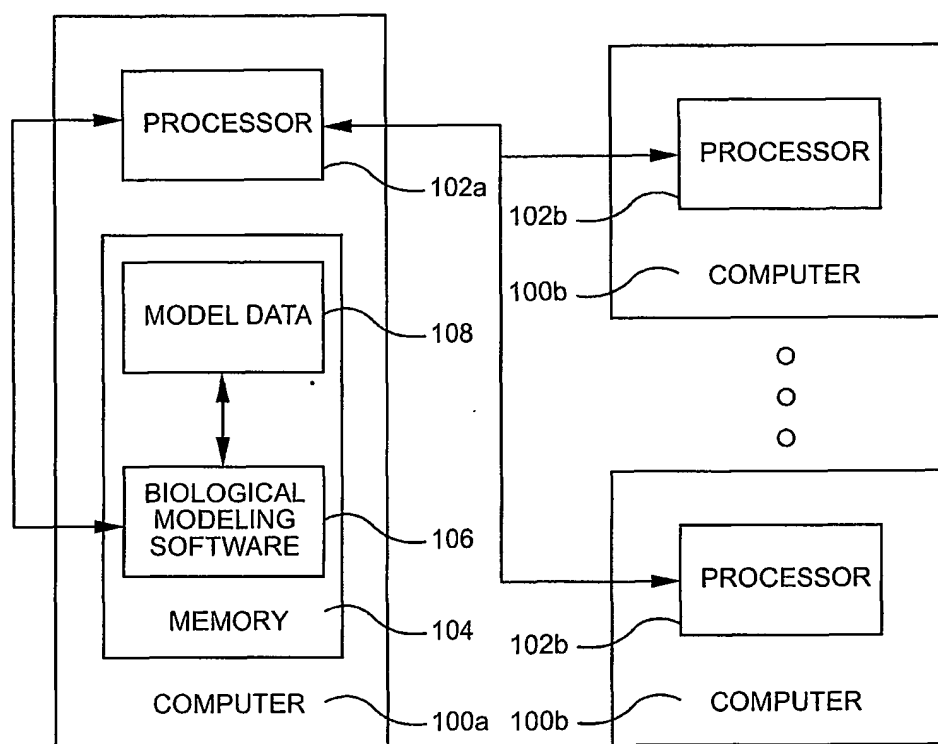 PROCESSOR
102a
MODEL DATA
108
BIOLOGICAL
MODELING
SOFTWARE
106
MEMORY
104
COMPUTER
100a
PROCESSOR
102b
COMPUTER
100b
PROCESSOR
102b
COMPUTER
100b